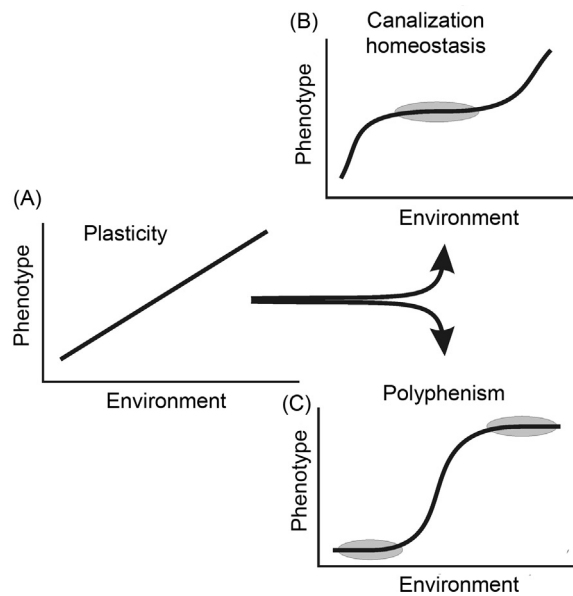 (A)
Plasticity
Phenotype
Environment
(B)
Canalization
homeostasis
Phenotype
Environment
(C)
Polyphenism
Phenotype
Environment